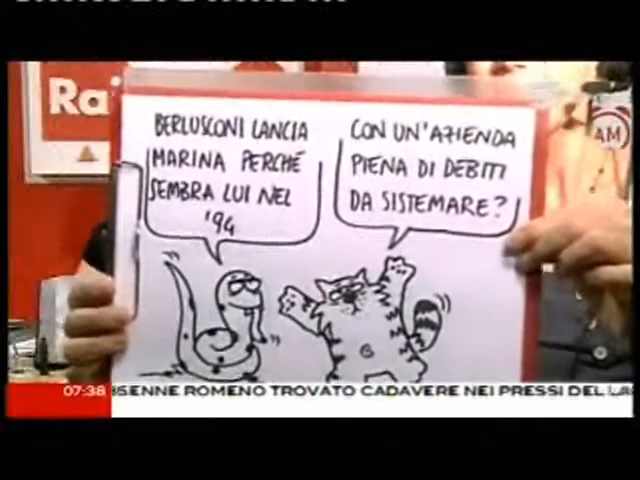 Rai
BERLUSCONI LANCIA
MARINA PERCHÉ
SEMBRA LUI NEL
'94
CON UN'AZIENDA
PIENA DI DEBITI
DA SISTEMARE?
AM
07:38
SENNE ROMENO TROVATO CADAVERE NEI PRESSI DEL